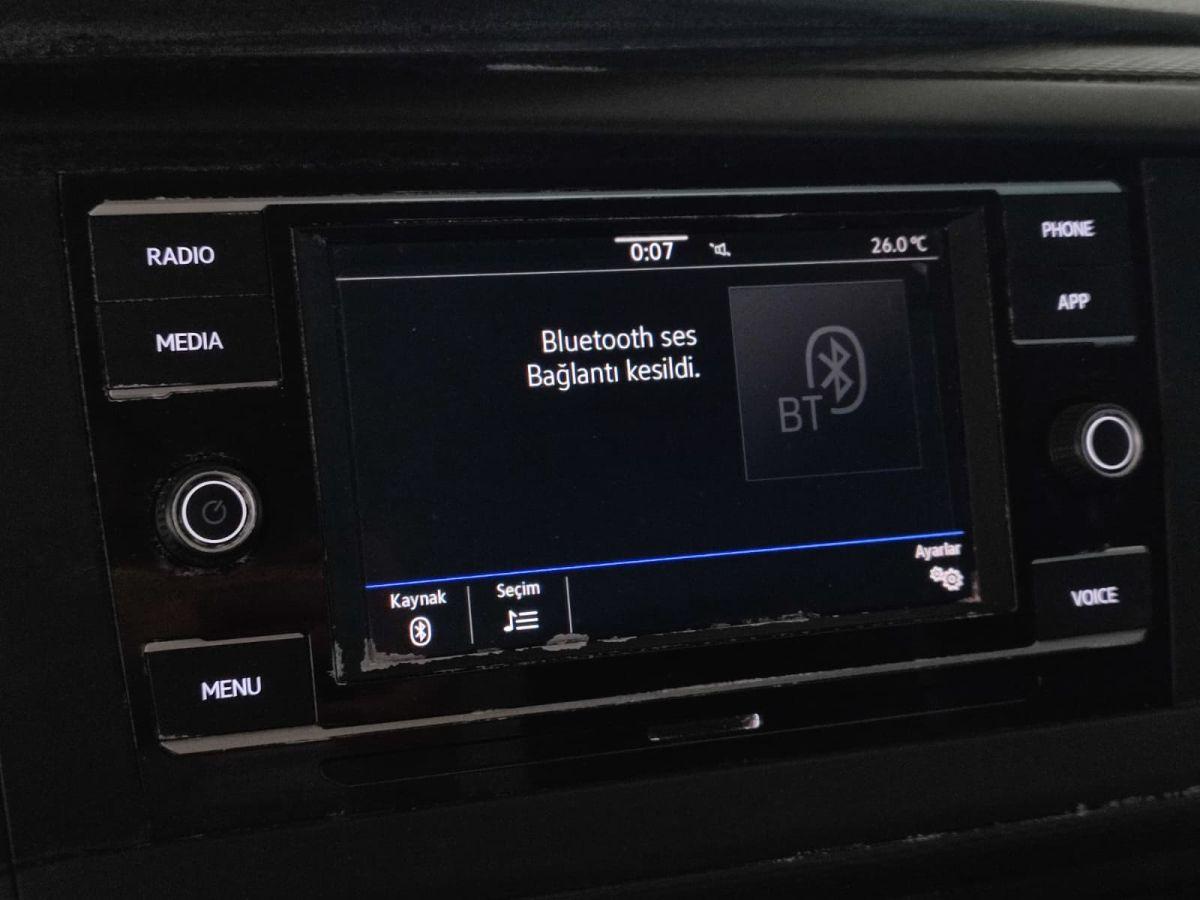 RADIO
MEDIA
MENU
0:07
26.0°C
Bluetooth ses
Bağlantı kesildi.
BT
Kaynak
Seçim
Ayarlar
PHONE
APP
VOICE